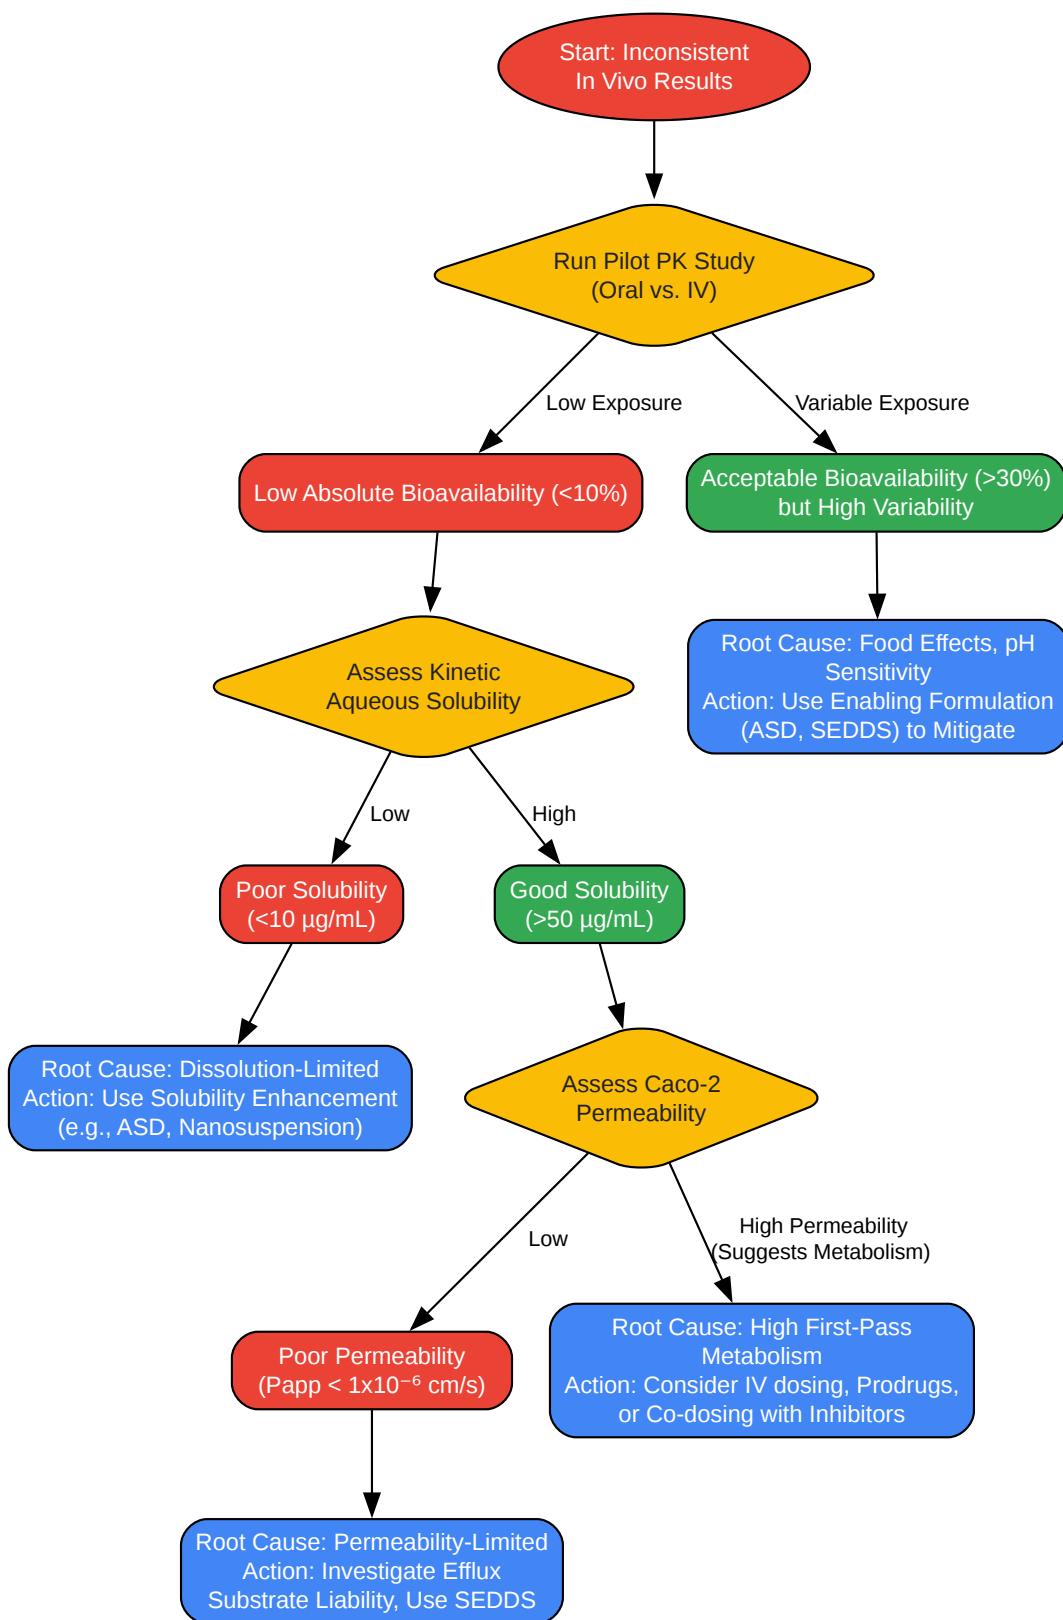 Start: Inconsistent
In Vivo Results
Run Pilot PK Study
(Oral vs. IV)
Low Exposure
Variable Exposure
Low Absolute Bioavailability (<10%)
Acceptable Bioavailability (>30%)
but High Variability
Assess Kinetic
Aqueous Solubility
Root Cause: Food Effects, pH
Sensitivity
Action: Use Enabling Formulation
(ASD, SEDDS) to Mitigate
Low
High
Poor Solubility
(<10 µg/mL)
Good Solubility
(>50 µg/mL)
Root Cause: Dissolution-Limited
Action: Use Solubility Enhancement
(e.g., ASD, Nanosuspension)
Assess Caco-2
Permeability
Low
High Permeability
(Suggests Metabolism)
Poor Permeability
(Papp < 1x10⁻⁶ cm/s)
Root Cause: High First-Pass
Metabolism
Action: Consider IV dosing, Prodrugs,
or Co-dosing with Inhibitors
Root Cause: Permeability-Limited
Action: Investigate Efflux
Substrate Liability, Use SEDDS